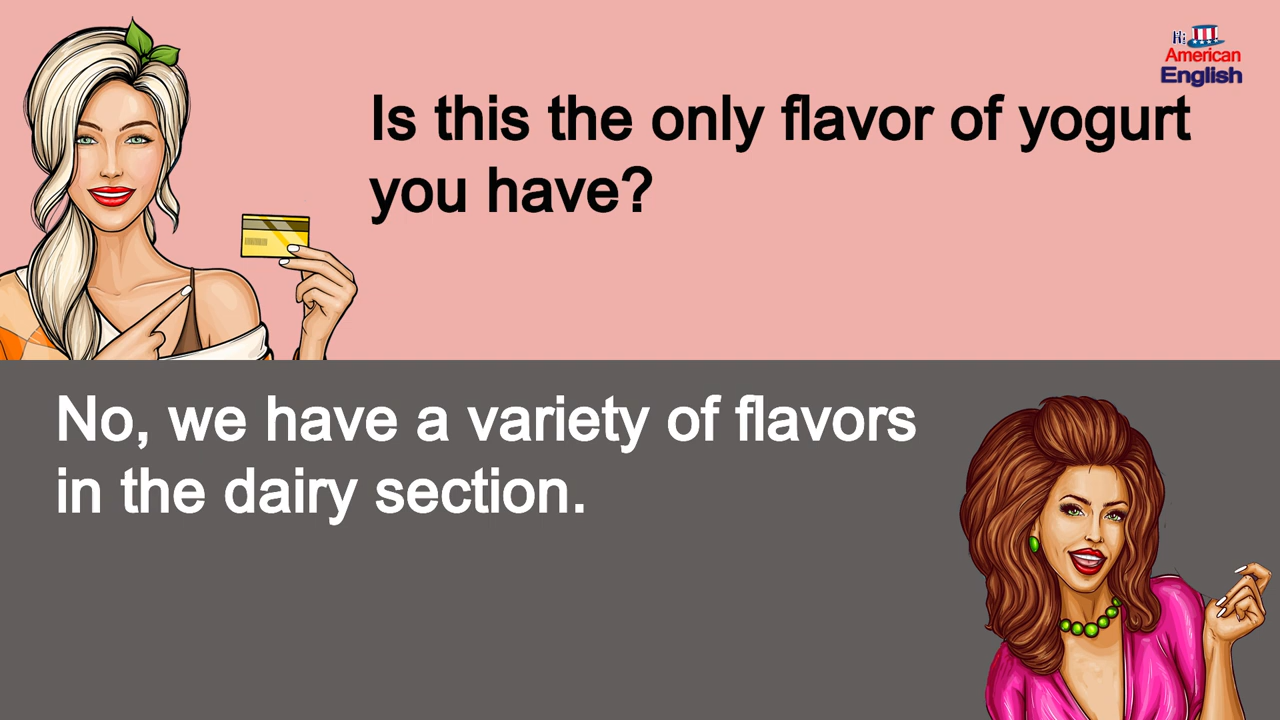 Hi
American
English
Is this the only flavor of yogurt
you have?
No, we have a variety of flavors
in the dairy section.